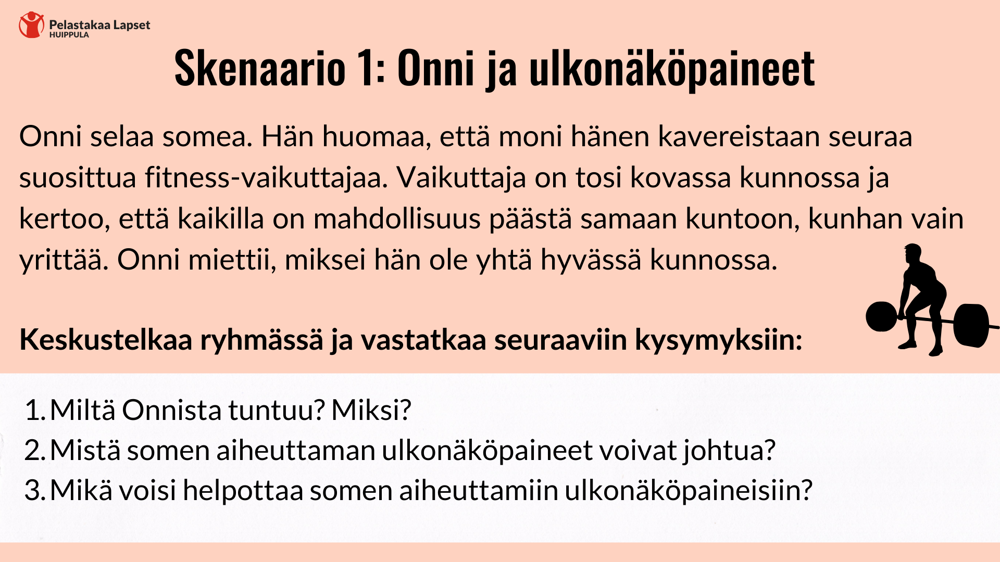 Pelastakaa Lapset
HUIPPULA
Skenaario 1: Onni ja ulkonäköpaineet
Onni selaa somea. Hän huomaa, että moni hänen kavereistaan seuraa
suosittua fitness-vaikuttajaa. Vaikuttaja on tosi kovassa kunnossa ja
kertoo, että kaikilla on mahdollisuus päästä samaan kuntoon, kunhan vain
yrittää. Onni miettii, miksei hän ole yhtä hyvässä kunnossa.
Keskustelkaa ryhmässä ja vastatkaa seuraaviin kysymyksiin:
1. Miltä Onnista tuntuu? Miksi?
2. Mistä somen aiheuttaman ulkonäköpaineet voivat johtua?
3. Mikä voisi helpottaa somen aiheuttamiin ulkonäköpaineisiin?